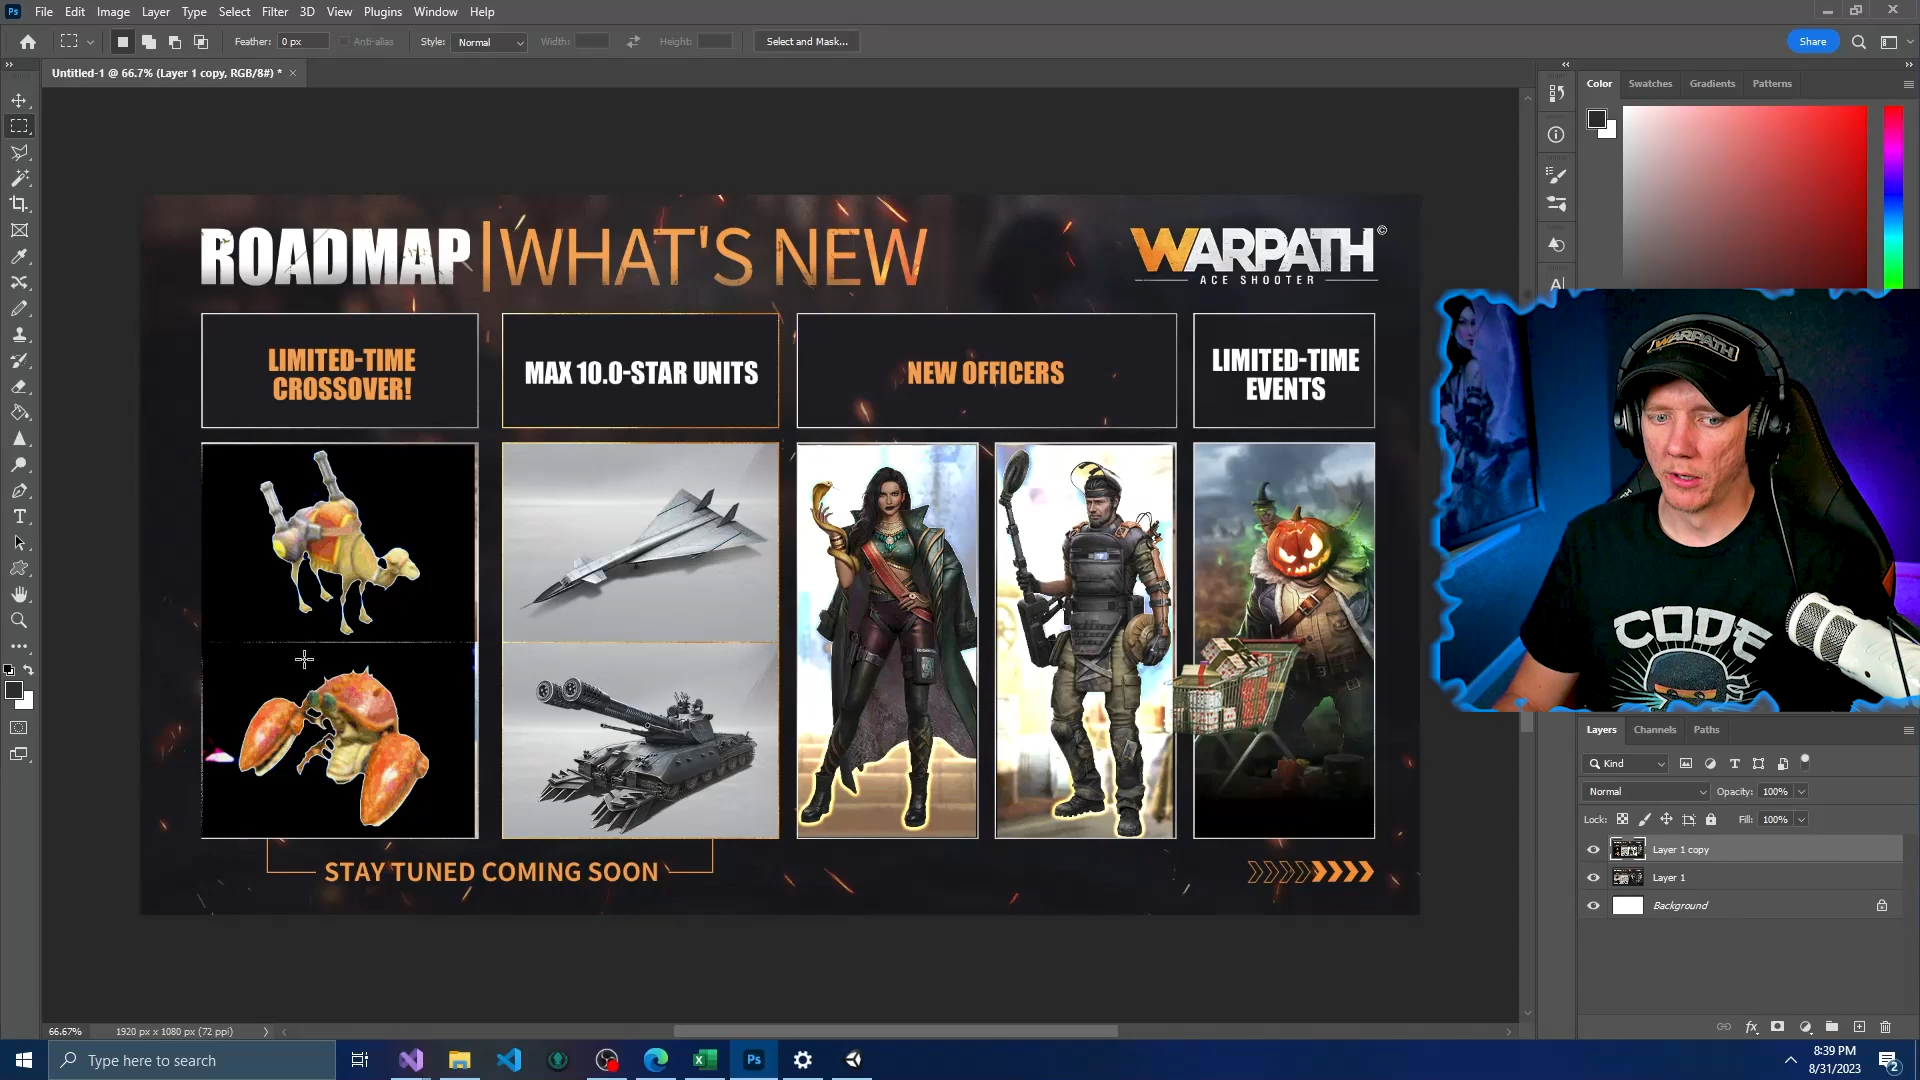 Ps File Edit Image Layer Type Select Filter 3D View Plugins Window Help
Feather: 0 px Anti-alias Style: Normal Width: Height: Select and Mask... Share
Untitled-1 @ 66.7% (Layer 1 copy, RGB/8#) * ×
Color Swatches Gradients Patterns
ROADMAP WHAT'S NEW
WARPATH ©
ACE SHOOTER
LIMITED-TIME
CROSSOVER!
MAX 10.0-STAR UNITS
NEW OFFICERS
LIMITED-TIME
EVENTS
STAY TUNED COMING SOON
WARPATH
CODE
Layers Channels Paths
Kind
Normal Opacity: 100%
Lock: Fill: 100%
Layer 1 copy
Layer 1
Background
66.67% 1920 px x 1080 px (72 ppi)
Type here to search
Ps
8:39 PM
8/31/2023
2